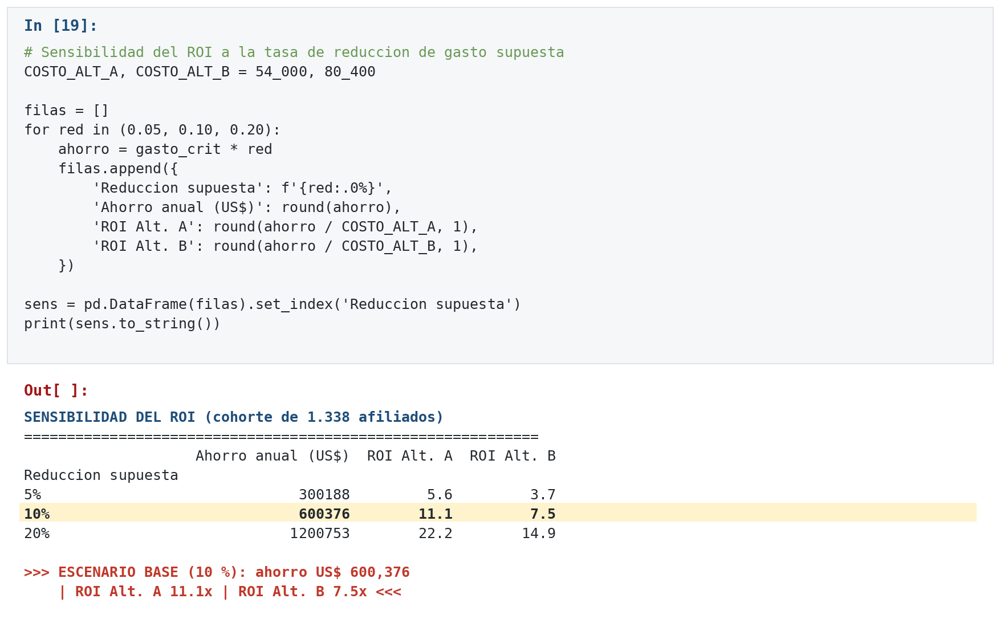 In [19]:
# Sensibilidad del ROI a la tasa de reduccion de gasto supuesta
COSTO_ALT_A, COSTO_ALT_B = 54_000, 80_400
filas = []
for red in (0.05, 0.10, 0.20):
    ahorro = gasto_crit * red
    filas.append({
        'Reduccion supuesta': f'{red:.0%}',
        'Ahorro anual (US$)': round(ahorro),
        'ROI Alt. A': round(ahorro / COSTO_ALT_A, 1),
        'ROI Alt. B': round(ahorro / COSTO_ALT_B, 1),
    })
sens = pd.DataFrame(filas).set_index('Reduccion supuesta')
print(sens.to_string())
Out[ ]:
SENSIBILIDAD DEL ROI (cohorte de 1.338 afiliados)
============================================================
                    Ahorro anual (US$)  ROI Alt. A  ROI Alt. B
Reduccion supuesta
5%                              300188         5.6         3.7
10%                             600376        11.1         7.5
20%                            1200753        22.2        14.9
>>> ESCENARIO BASE (10 %): ahorro US$ 600,376
    | ROI Alt. A 11.1x | ROI Alt. B 7.5x <<<